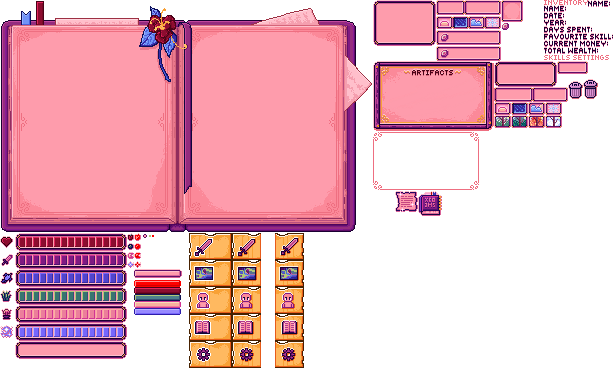 INVENTORY NAME:
NAME:
DATE:
YEAR:
DAYS SPENT:
FAVOURITE SKILL:
CURRENT MONEY:
TOTAL WEALTH:
SKILLS SETTINGS
ARTIFACTS